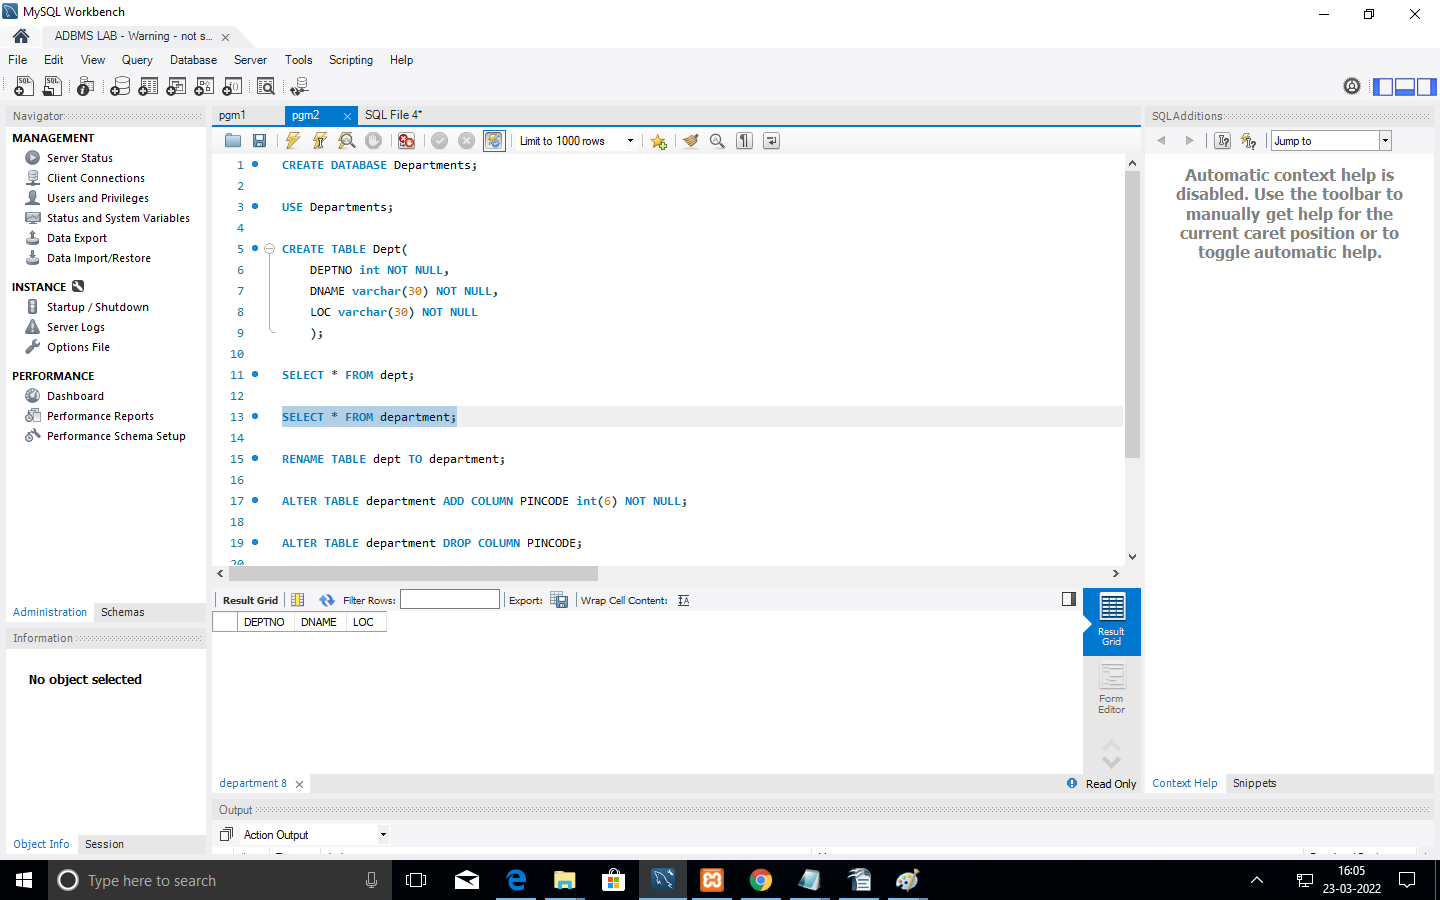 MySQL Workbench
ADBMS LAB - Warning - not s...
File Edit View Query Database Server Tools Scripting Help
Navigator
MANAGEMENT
Server Status
Client Connections
Users and Privileges
Status and System Variables
Data Export
Data Import/Restore
INSTANCE
Startup / Shutdown
Server Logs
Options File
PERFORMANCE
Dashboard
Performance Reports
Performance Schema Setup
Administration Schemas
Information
No object selected
Object Info Session
pgm1 pgm2 SQL File 4*
Limit to 1000 rows
1 CREATE DATABASE Departments;
2
3 USE Departments;
4
5 CREATE TABLE Dept(
6 DEPTNO int NOT NULL,
7 DNAME varchar(30) NOT NULL,
8 LOC varchar(30) NOT NULL
9 );
10
11 SELECT * FROM dept;
12
13 SELECT * FROM department;
14
15 RENAME TABLE dept TO department;
16
17 ALTER TABLE department ADD COLUMN PINCODE int(6) NOT NULL;
18
19 ALTER TABLE department DROP COLUMN PINCODE;
20
Result Grid Filter Rows: Export: Wrap Cell Content:
DEPTNO DNAME LOC
Result
Grid
Form
Editor
department 8
Read Only
Output
Action Output
SQLAdditions
Jump to
Automatic context help is
disabled. Use the toolbar to
manually get help for the
current caret position or to
toggle automatic help.
Context Help Snippets
Type here to search
16:05
23-03-2022